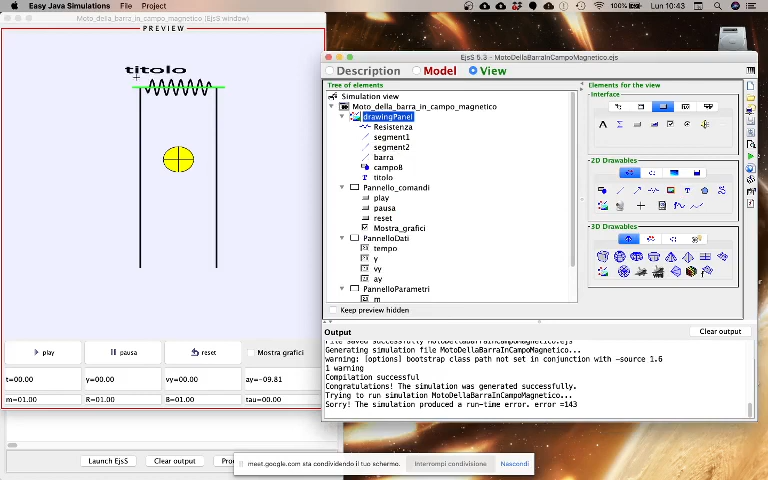 Easy Java Simulations File Project
100% Lun 10:43
Moto_della_barra_in_campo_magnetico (EjsS window)
PREVIEW
titolo
play pausa reset Mostra grafici
t=00.00 y=00.00 vy=00.00 ay=-09.81
m=01.00 R=01.00 B=01.00 tau=00.00
Launch EjsS Clear output
EjsS 5.3 - MotoDellaBarraInCampoMagnetico.ejs
Description Model View
Tree of elements
Simulation view
Moto_della_barra_in_campo_magnetico
drawingPanel
Resistenza
segment1
segment2
barra
campoB
titolo
Pannello_comandi
play
pausa
reset
Mostra_grafici
PannelloDati
tempo
y
vy
ay
PannelloParametri
m
Keep preview hidden
Elements for the view
Interface
2D Drawables
3D Drawables
Output
Clear output
File saved successfully MotoDellaBarraInCampoMagnetico.ejs
Generating simulation file MotoDellaBarraInCampoMagnetico...
warning: [options] bootstrap class path not set in conjunction with -source 1.6
1 warning
Compilation successful
Congratulations! The simulation was generated successfully.
Trying to run simulation MotoDellaBarraInCampoMagnetico...
Sorry! The simulation produced a run-time error. error =143
meet.google.com sta condividendo il tuo schermo. Interrompi condivisione Nascondi